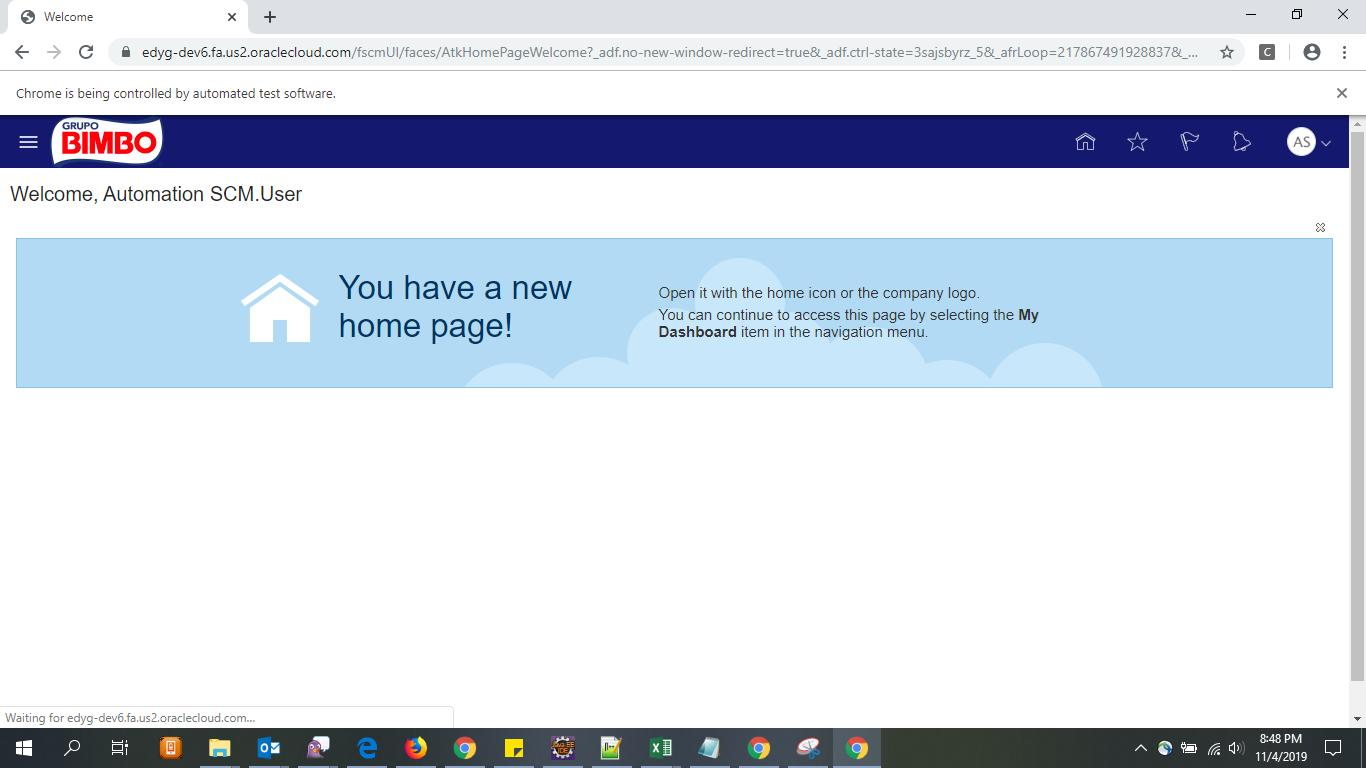 Welcome
edyg-dev6.fa.us2.oraclecloud.com/fscmUI/faces/AtkHomePageWelcome?_adf.no-new-window-redirect=true&_adf.ctrl-state=3sajsbyrz_5&_afrLoop=2178674919288837&_...
C
Chrome is being controlled by automated test software.
GRUPO
BIMBO
AS
Welcome, Automation SCM.User
You have a new
home page!
Open it with the home icon or the company logo.
You can continue to access this page by selecting the My
Dashboard item in the navigation menu.
Waiting for edyg-dev6.fa.us2.oraclecloud.com...
8:48 PM
11/4/2019